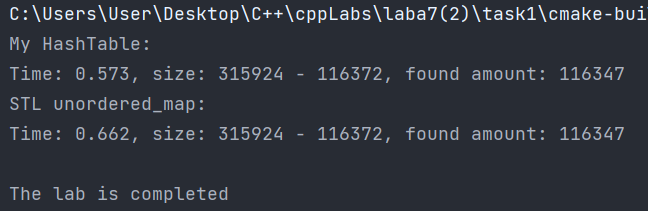 C:\Users\User\Desktop\C++\cppLabs\laba7(2)\task1\cmake-bui
My HashTable:
Time: 0.573, size: 315924 - 116372, found amount: 116347
STL unordered_map:
Time: 0.662, size: 315924 - 116372, found amount: 116347
The lab is completed